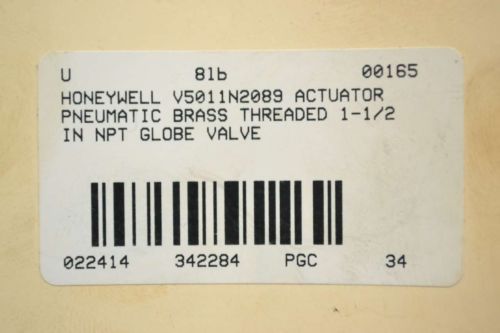 U 8lb 00165
HONEYWELL V5011N2089 ACTUATOR
PNEUMATIC BRASS THREADED 1-1/2
IN NPT GLOBE VALVE
022414 342284 PGC 34